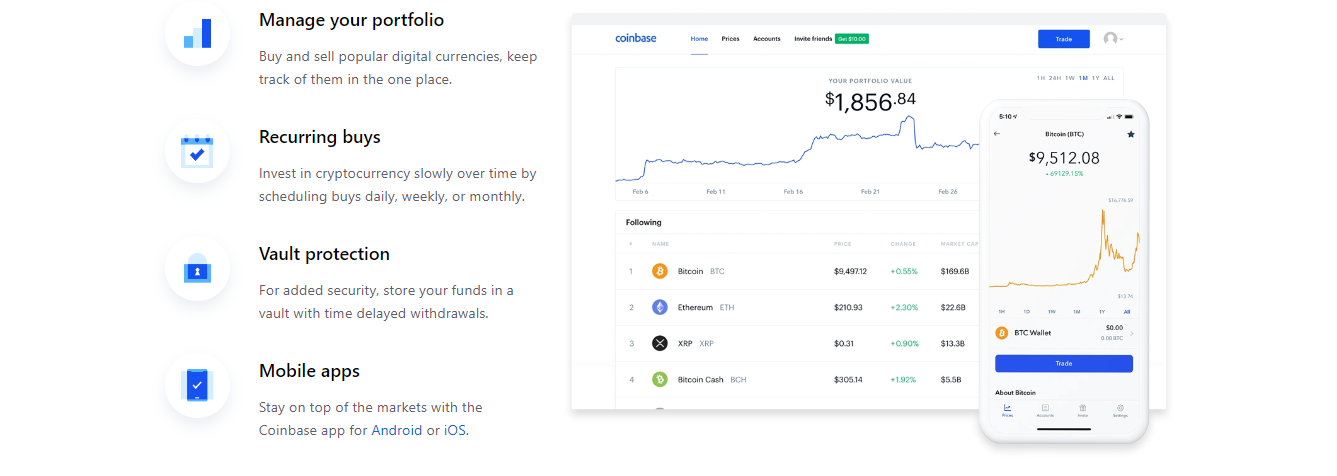 Manage your portfolio
Buy and sell popular digital currencies, keep
track of them in the one place.
Recurring buys
Invest in cryptocurrency slowly over time by
scheduling buys daily, weekly, or monthly.
Vault protection
For added security, store your funds in a
vault with time delayed withdrawals.
Mobile apps
Stay on top of the markets with the
Coinbase app for Android or iOS.
coinbase Home Prices Accounts Invite friends Get $10.00 Trade
YOUR PORTFOLIO VALUE
1H 24H 1W 1M 1Y ALL
$1,856.84
Feb 6 Feb 11 Feb 16 Feb 21 Feb 26
Following
# NAME PRICE CHANGE MARKET CAP
1 Bitcoin BTC $9,497.12 +0.55% $169.6B
2 Ethereum ETH $210.93 +2.30% $22.6B
3 XRP XRP $0.31 +0.90% $13.3B
4 Bitcoin Cash BCH $305.14 +1.92% $5.5B
5:10
Bitcoin (BTC)
$9,512.08
+ 69129.15%
1D 1W 1M 1Y All
BTC Wallet $0.00
0.00 BTC
Trade
About Bitcoin
Prices Accounts Invite Settings